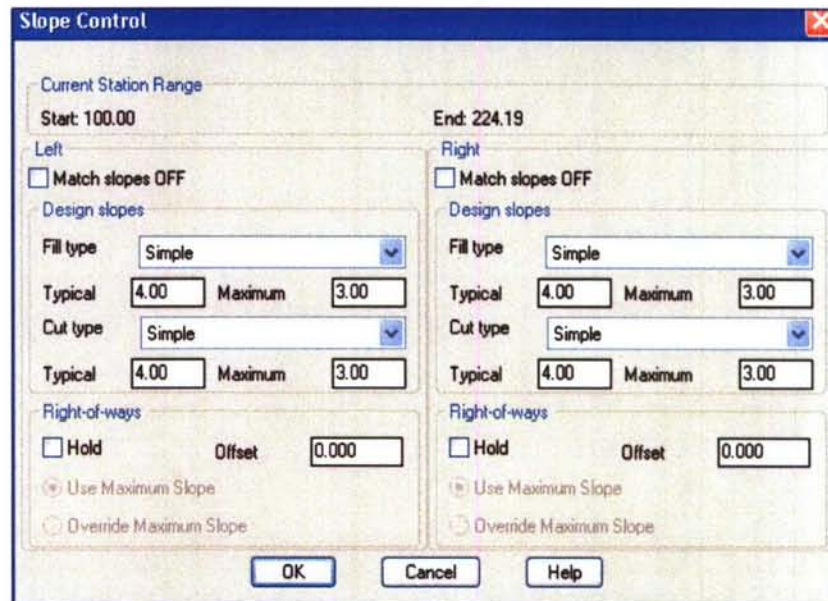 Slope Control
Current Station Range
Start: 100.00 End: 224.19
Left
Match slopes OFF
Design slopes
Fill type Simple
Typical 4.00 Maximum 3.00
Cut type Simple
Typical 4.00 Maximum 3.00
Right-of-ways
Hold Offset 0.000
Use Maximum Slope
Override Maximum Slope
Right
Match slopes OFF
Design slopes
Fill type Simple
Typical 4.00 Maximum 3.00
Cut type Simple
Typical 4.00 Maximum 3.00
Right-of-ways
Hold Offset 0.000
Use Maximum Slope
Override Maximum Slope
OK Cancel Help